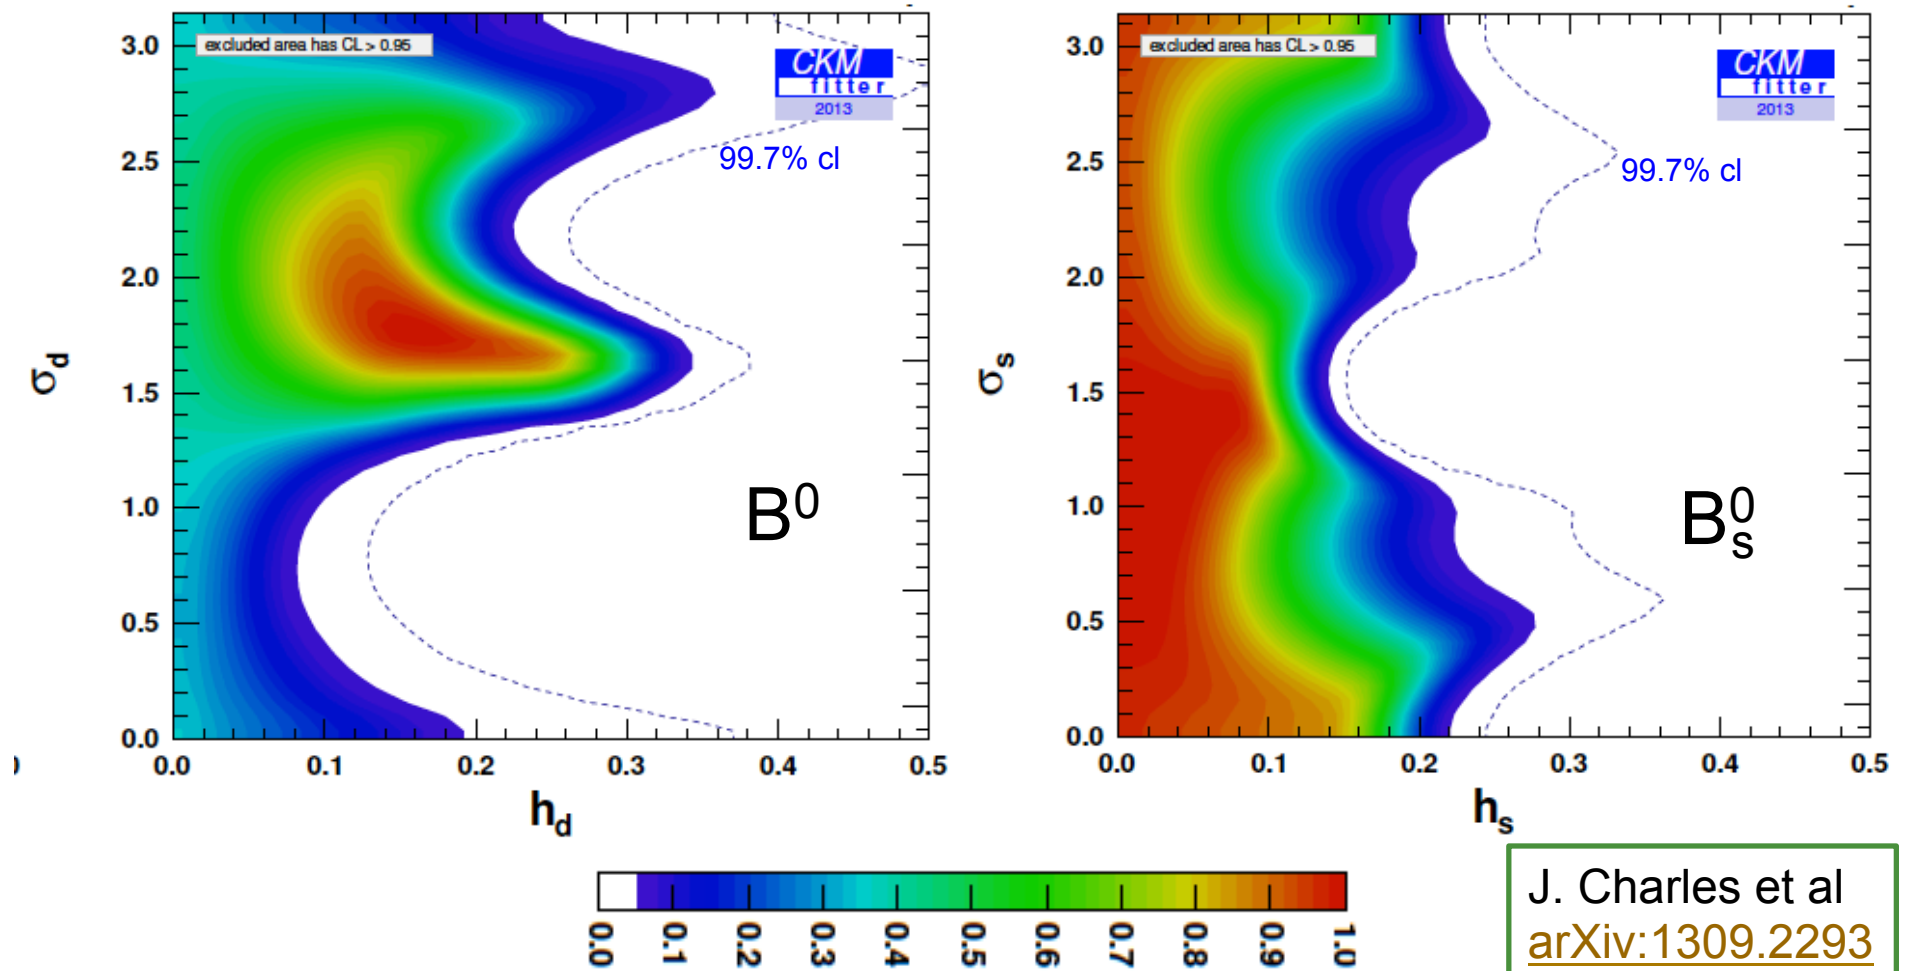 excluded area has CL > 0.95
CKM
fitter
2013
99.7% cl
B0
σd
3.0
2.5
2.0
1.5
1.0
0.5
0.0
0.0 0.1 0.2 0.3 0.4 0.5
hd
excluded area has CL > 0.95
CKM
fitter
2013
99.7% cl
B0s
σs
3.0
2.5
2.0
1.5
1.0
0.5
0.0
0.0 0.1 0.2 0.3 0.4 0.5
hs
0.0 0.1 0.2 0.3 0.4 0.5 0.6 0.7 0.8 0.9 1.0
J. Charles et al
arXiv:1309.2293